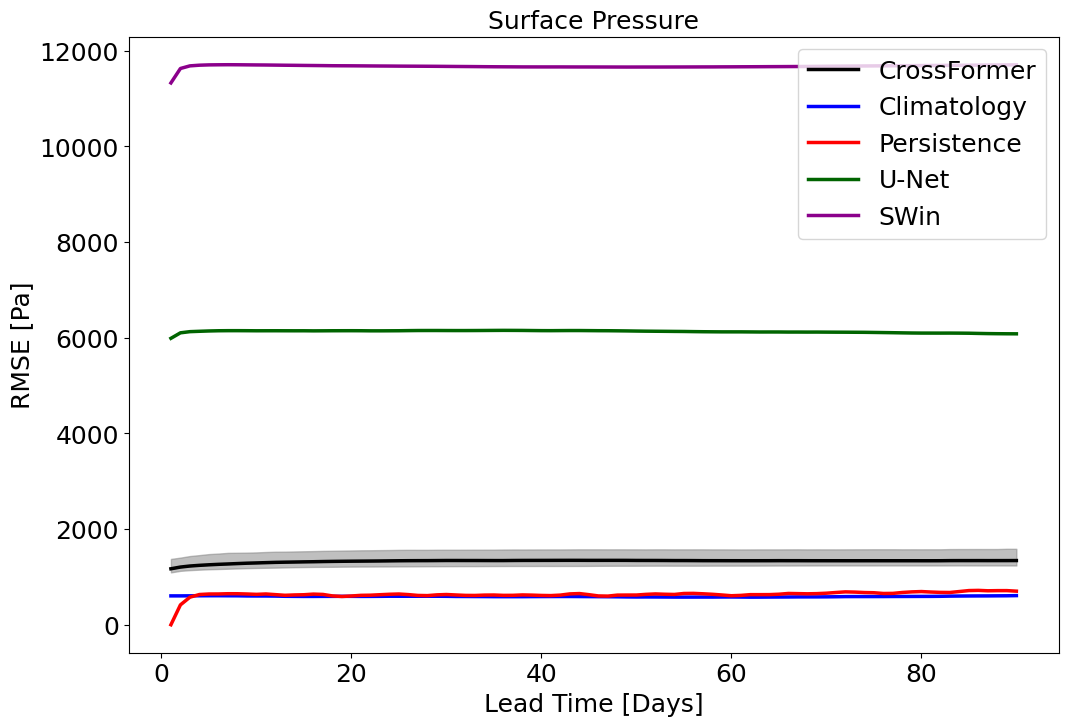 Surface Pressure
RMSE [Pa]
12000
10000
8000
6000
4000
2000
0
CrossFormer
Climatology
Persistence
U-Net
SWin
0 20 40 60 80
Lead Time [Days]